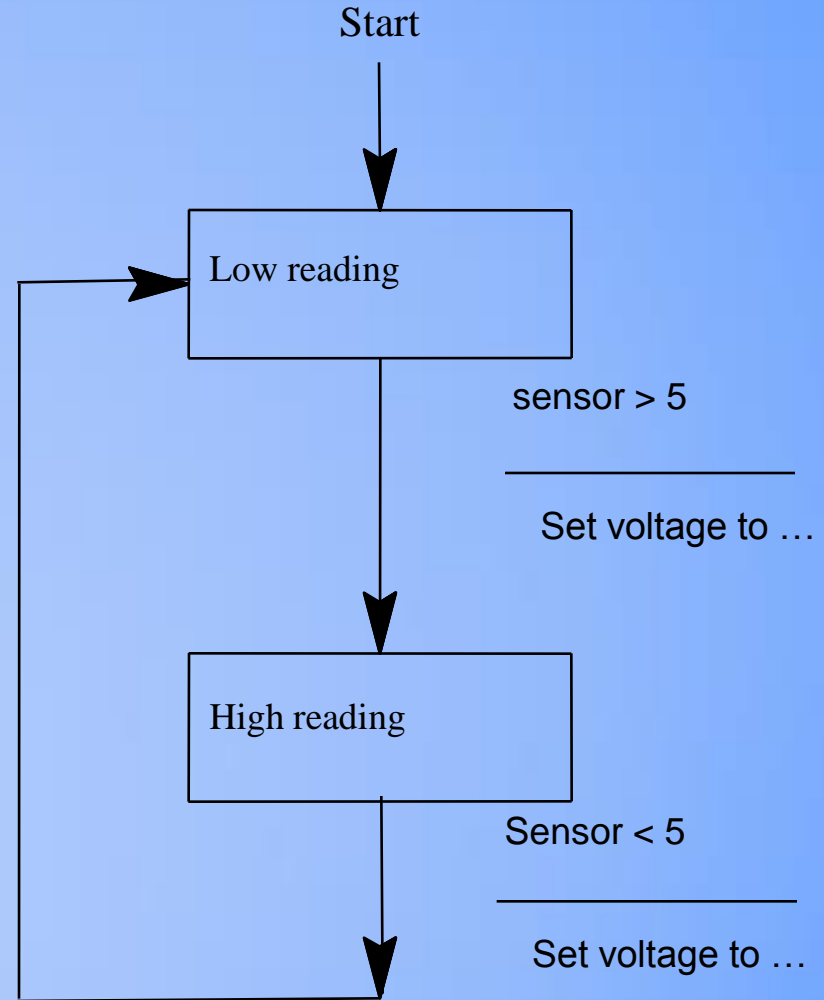 Start
Low reading
sensor > 5
Set voltage to …
High reading
Sensor < 5
Set voltage to …